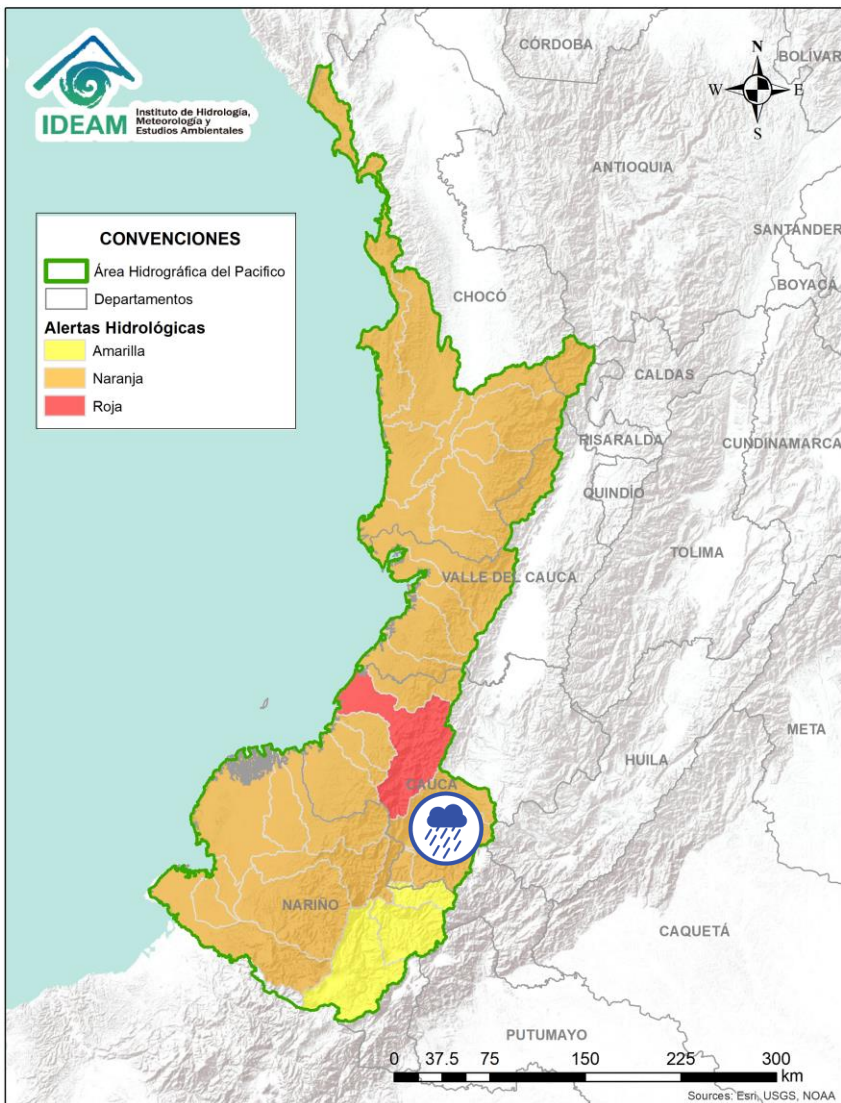 IDEAM
Instituto de Hidrología,
Meteorología y
Estudios Ambientales
CÓRDOBA
BOLÍVAR
N
W
E
S
ANTIOQUIA
SANTANDER
BOYACÁ
CONVENCIONES
Área Hidrográfica del Pacifico
Departamentos
Alertas Hidrológicas
Amarilla
Naranja
Roja
CHOCÓ
CALDAS
RISARALDA
CUNDINAMARCA
QUINDÍO
TOLIMA
VALLE DEL CAUCA
META
HUILA
CAUCA
NARIÑO
CAQUETÁ
PUTUMAYO
0 37.5 75 150 225 300
km
Sources: Esri, USGS, NOAA